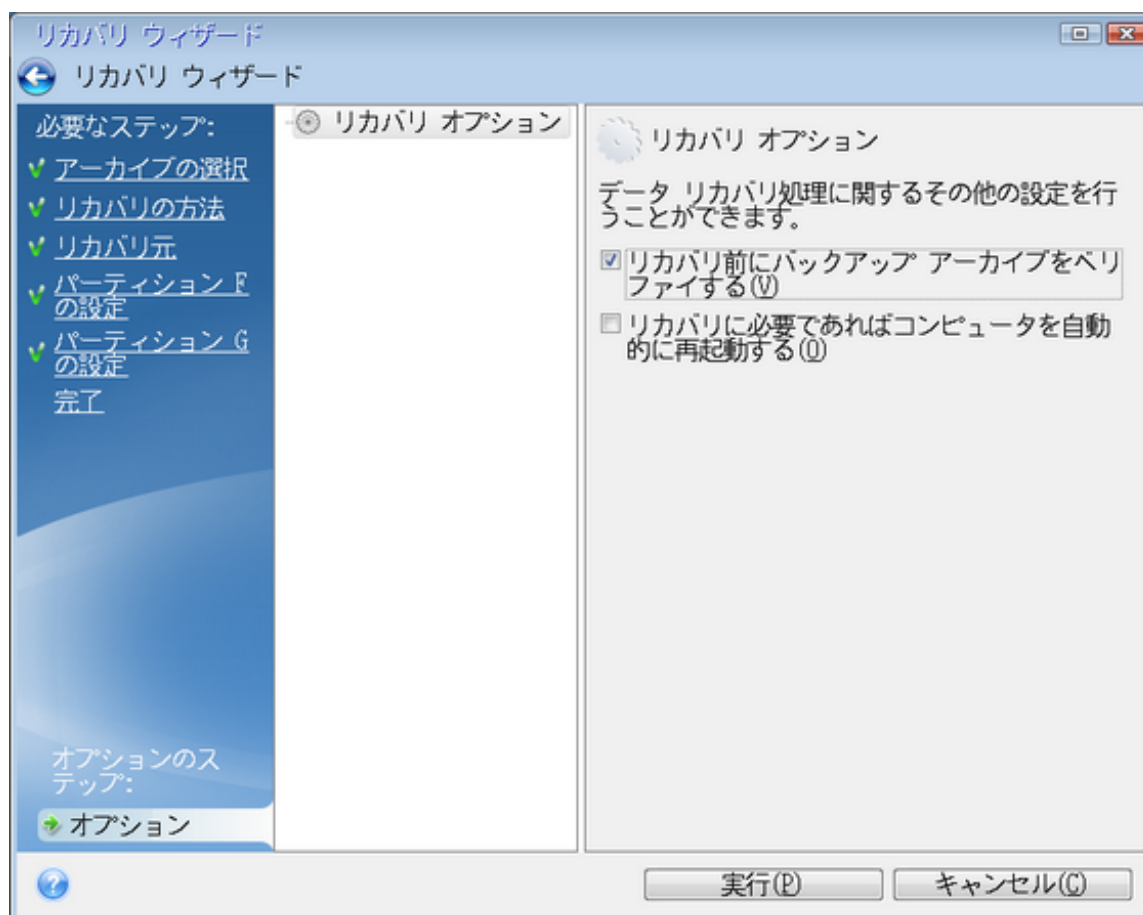 リカバリ ウィザード
リカバリ ウィザード
必要なステップ:
アーカイブの選択
リカバリの方法
リカバリ元
パーティション F
の設定
パーティション G
の設定
完了
オプションのス
テップ:
オプション
リカバリ オプション
リカバリ オプション
データ リカバリ処理に関するその他の設定を行
うことができます。
リカバリ前にバックアップ アーカイブをベリ
ファイする(V)
リカバリに必要であればコンピュータを自動
的に再起動する(O)
実行(P)
キャンセル(C)